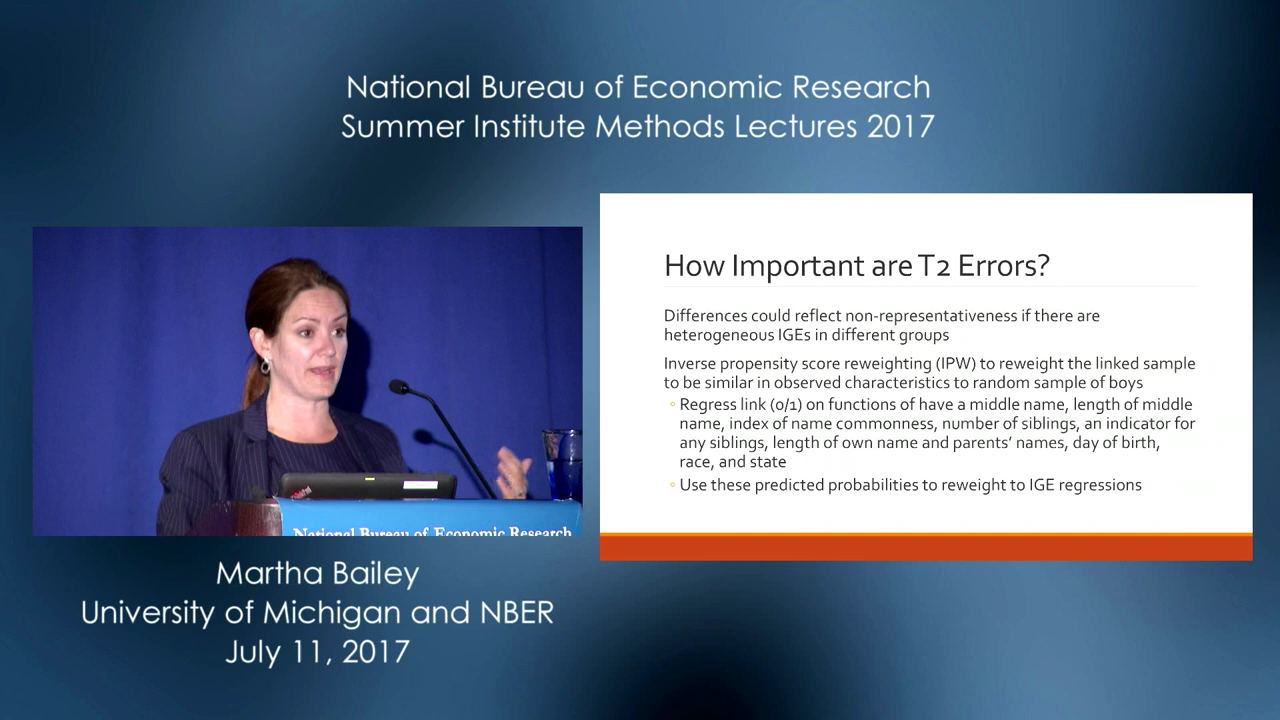 National Bureau of Economic Research
Summer Institute Methods Lectures 2017
How Important are T2 Errors?
Differences could reflect non-representativeness if there are
heterogeneous IGEs in different groups
Inverse propensity score reweighting (IPW) to reweight the linked sample
to be similar in observed characteristics to random sample of boys
◦ Regress link (0/1) on functions of have a middle name, length of middle
name, index of name commonness, number of siblings, an indicator for
any siblings, length of own name and parents' names, day of birth,
race, and state
◦ Use these predicted probabilities to reweight to IGE regressions
National Bureau of Economic Research
Martha Bailey
University of Michigan and NBER
July 11, 2017